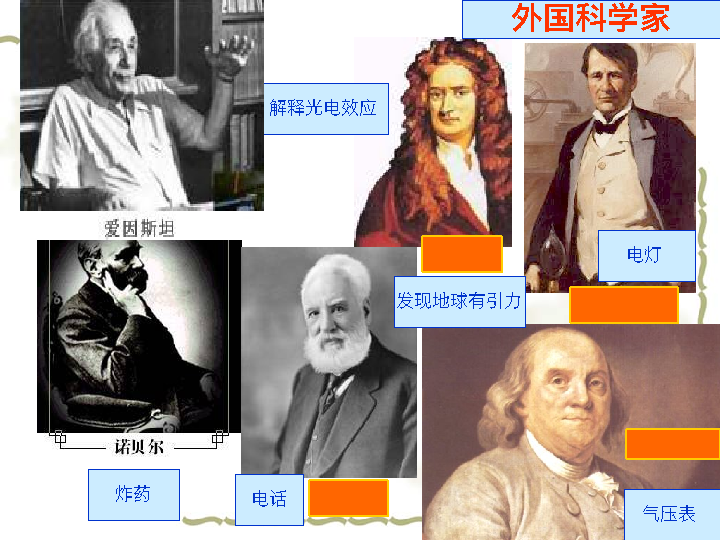 外国科学家
解释光电效应
爱因斯坦
电灯
发现地球有引力
诺贝尔
炸药
电话
气压表